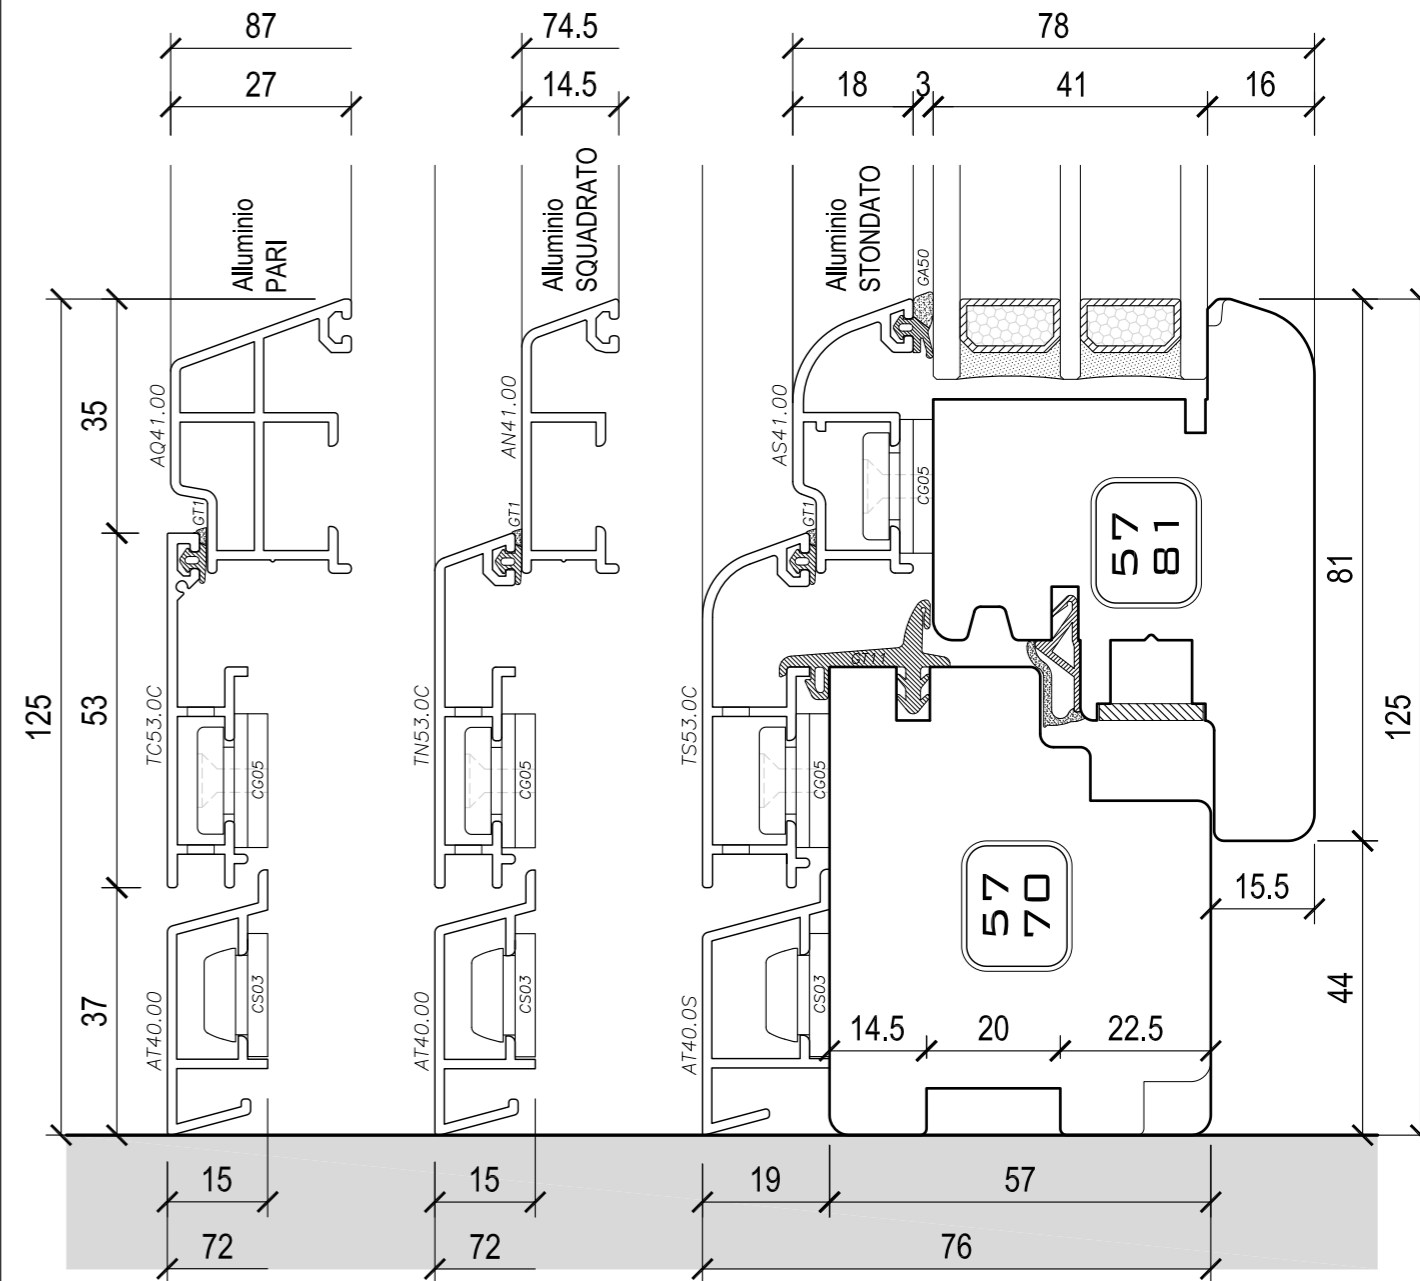 87
74.5
78
27
14.5
18
3
41
16
Alluminio
PARI
Alluminio
SQUADRATO
Alluminio
STONDATO
GA50
AQ41.00
AN41.00
AS41.00
35
GT1
GT1
GT1
CG05
57
81
81
125
53
TC53.0C
TN53.0C
TS53.0C
GT11
CG05
CG05
CG05
125
57
70
15.5
37
AT40.00
AT40.00
AT40.0S
CS03
CS03
CS03
44
14.5
20
22.5
15
15
19
57
72
72
76